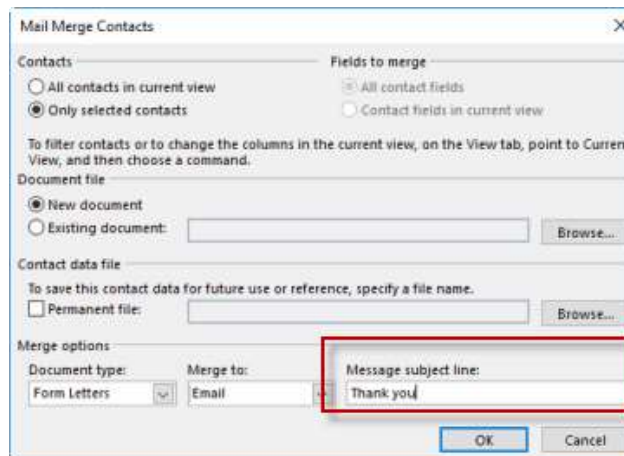 Mail Merge Contacts
Contacts
Fields to merge
All contacts in current view
All contact fields
Only selected contacts
Contact fields in current view
To filter contacts or to change the columns in the current view, on the View tab, point to Current
View, and then choose a command.
Document file
New document
Existing document:
Browse...
Contact data file
To save this contact data for future use or reference, specify a file name.
Permanent file:
Browse...
Merge options
Document type:
Merge to:
Message subject line:
Form Letters
Email
Thank you
OK
Cancel